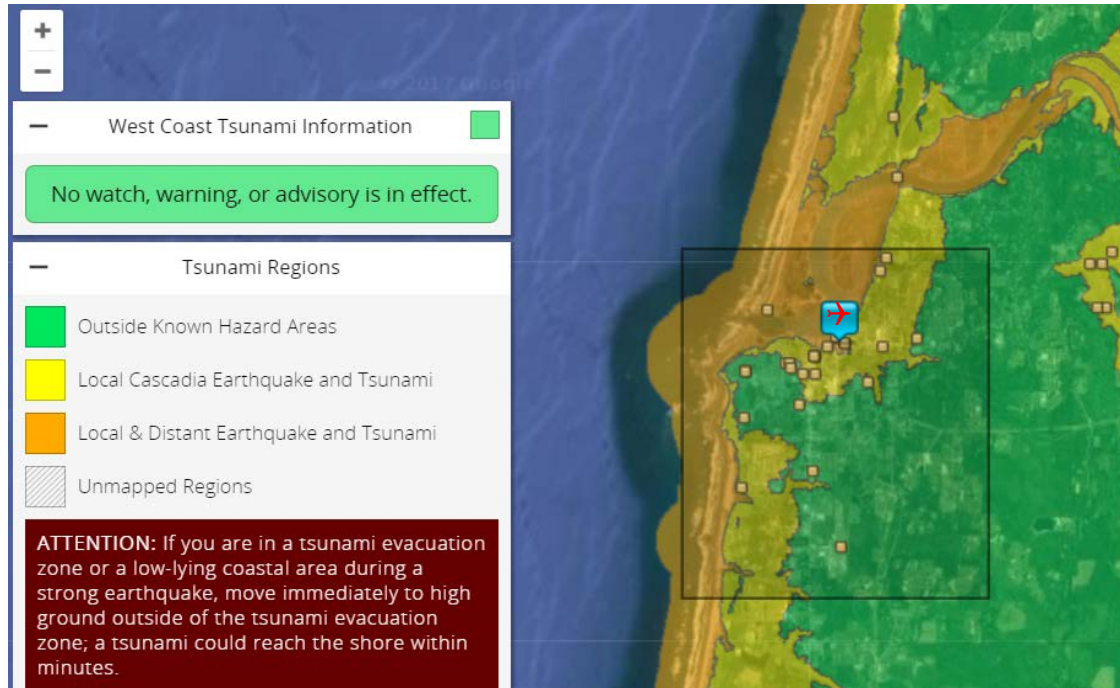 +
−
© 2017 Google
− West Coast Tsunami Information
No watch, warning, or advisory is in effect.
− Tsunami Regions
Outside Known Hazard Areas
Local Cascadia Earthquake and Tsunami
Local & Distant Earthquake and Tsunami
Unmapped Regions
ATTENTION: If you are in a tsunami evacuation
zone or a low-lying coastal area during a
strong earthquake, move immediately to high
ground outside of the tsunami evacuation
zone; a tsunami could reach the shore within
minutes.